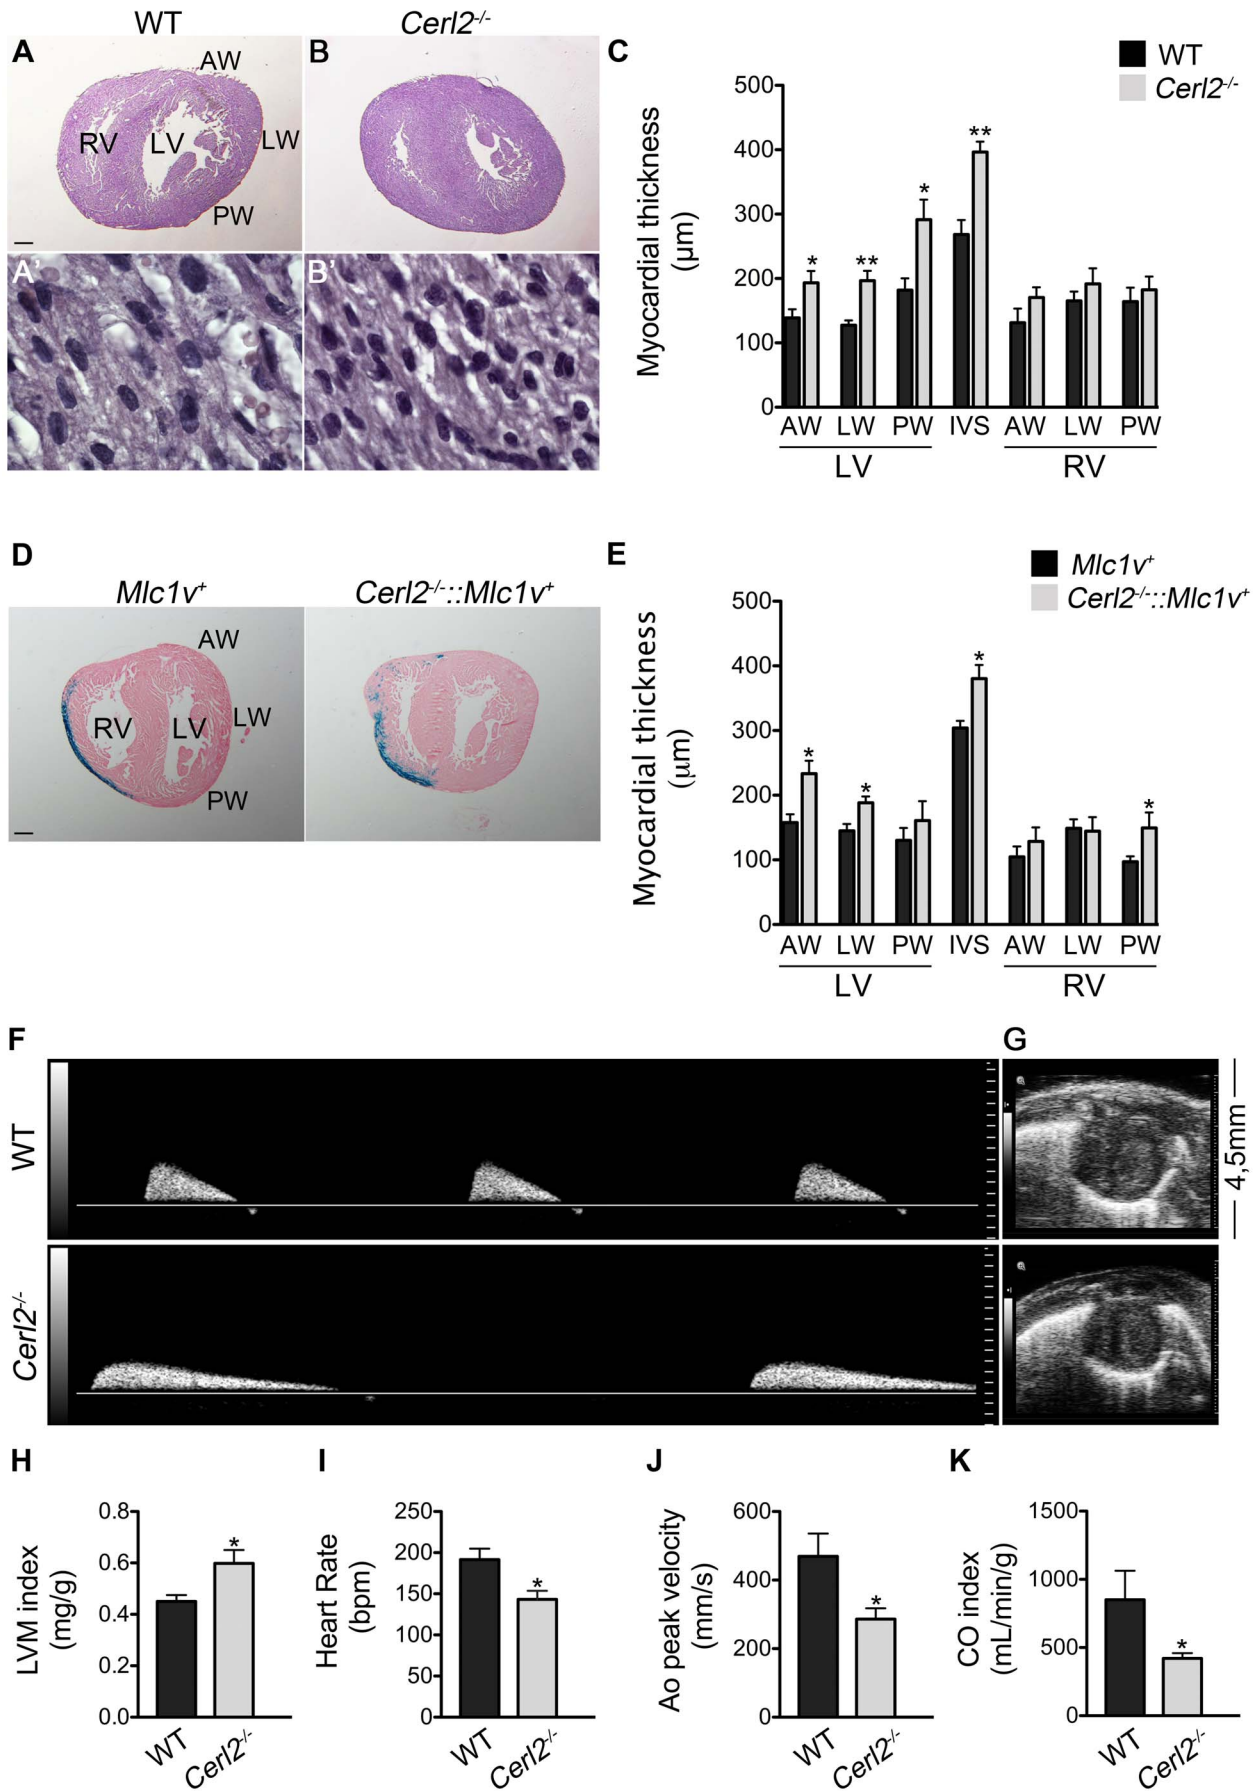 WT
Cerl2-/-
A
AW
RV
LV
LW
PW
B
A'
B'
C
WT
Cerl2-/-
Myocardial thickness
(µm)
500
400
300
200
100
0
*
**
*
**
AW
LW
PW
IVS
AW
LW
PW
LV
RV
D
Mlc1v+
Cerl2-/-::Mlc1v+
AW
RV
LV
LW
PW
E
Mlc1v+
Cerl2-/-::Mlc1v+
Myocardial thickness
(µm)
500
400
300
200
100
0
*
*
*
*
AW
LW
PW
IVS
AW
LW
PW
LV
RV
F
WT
Cerl2-/-
G
4,5mm
H
LVM index
(mg/g)
0.8
0.6
0.4
0.2
0.0
*
WT
Cerl2-/-
I
Heart Rate
(bpm)
250
200
150
100
50
0
*
WT
Cerl2-/-
J
Ao peak velocity
(mm/s)
600
400
200
0
*
WT
Cerl2-/-
K
CO index
(mL/min/g)
1500
1000
500
0
*
WT
Cerl2-/-